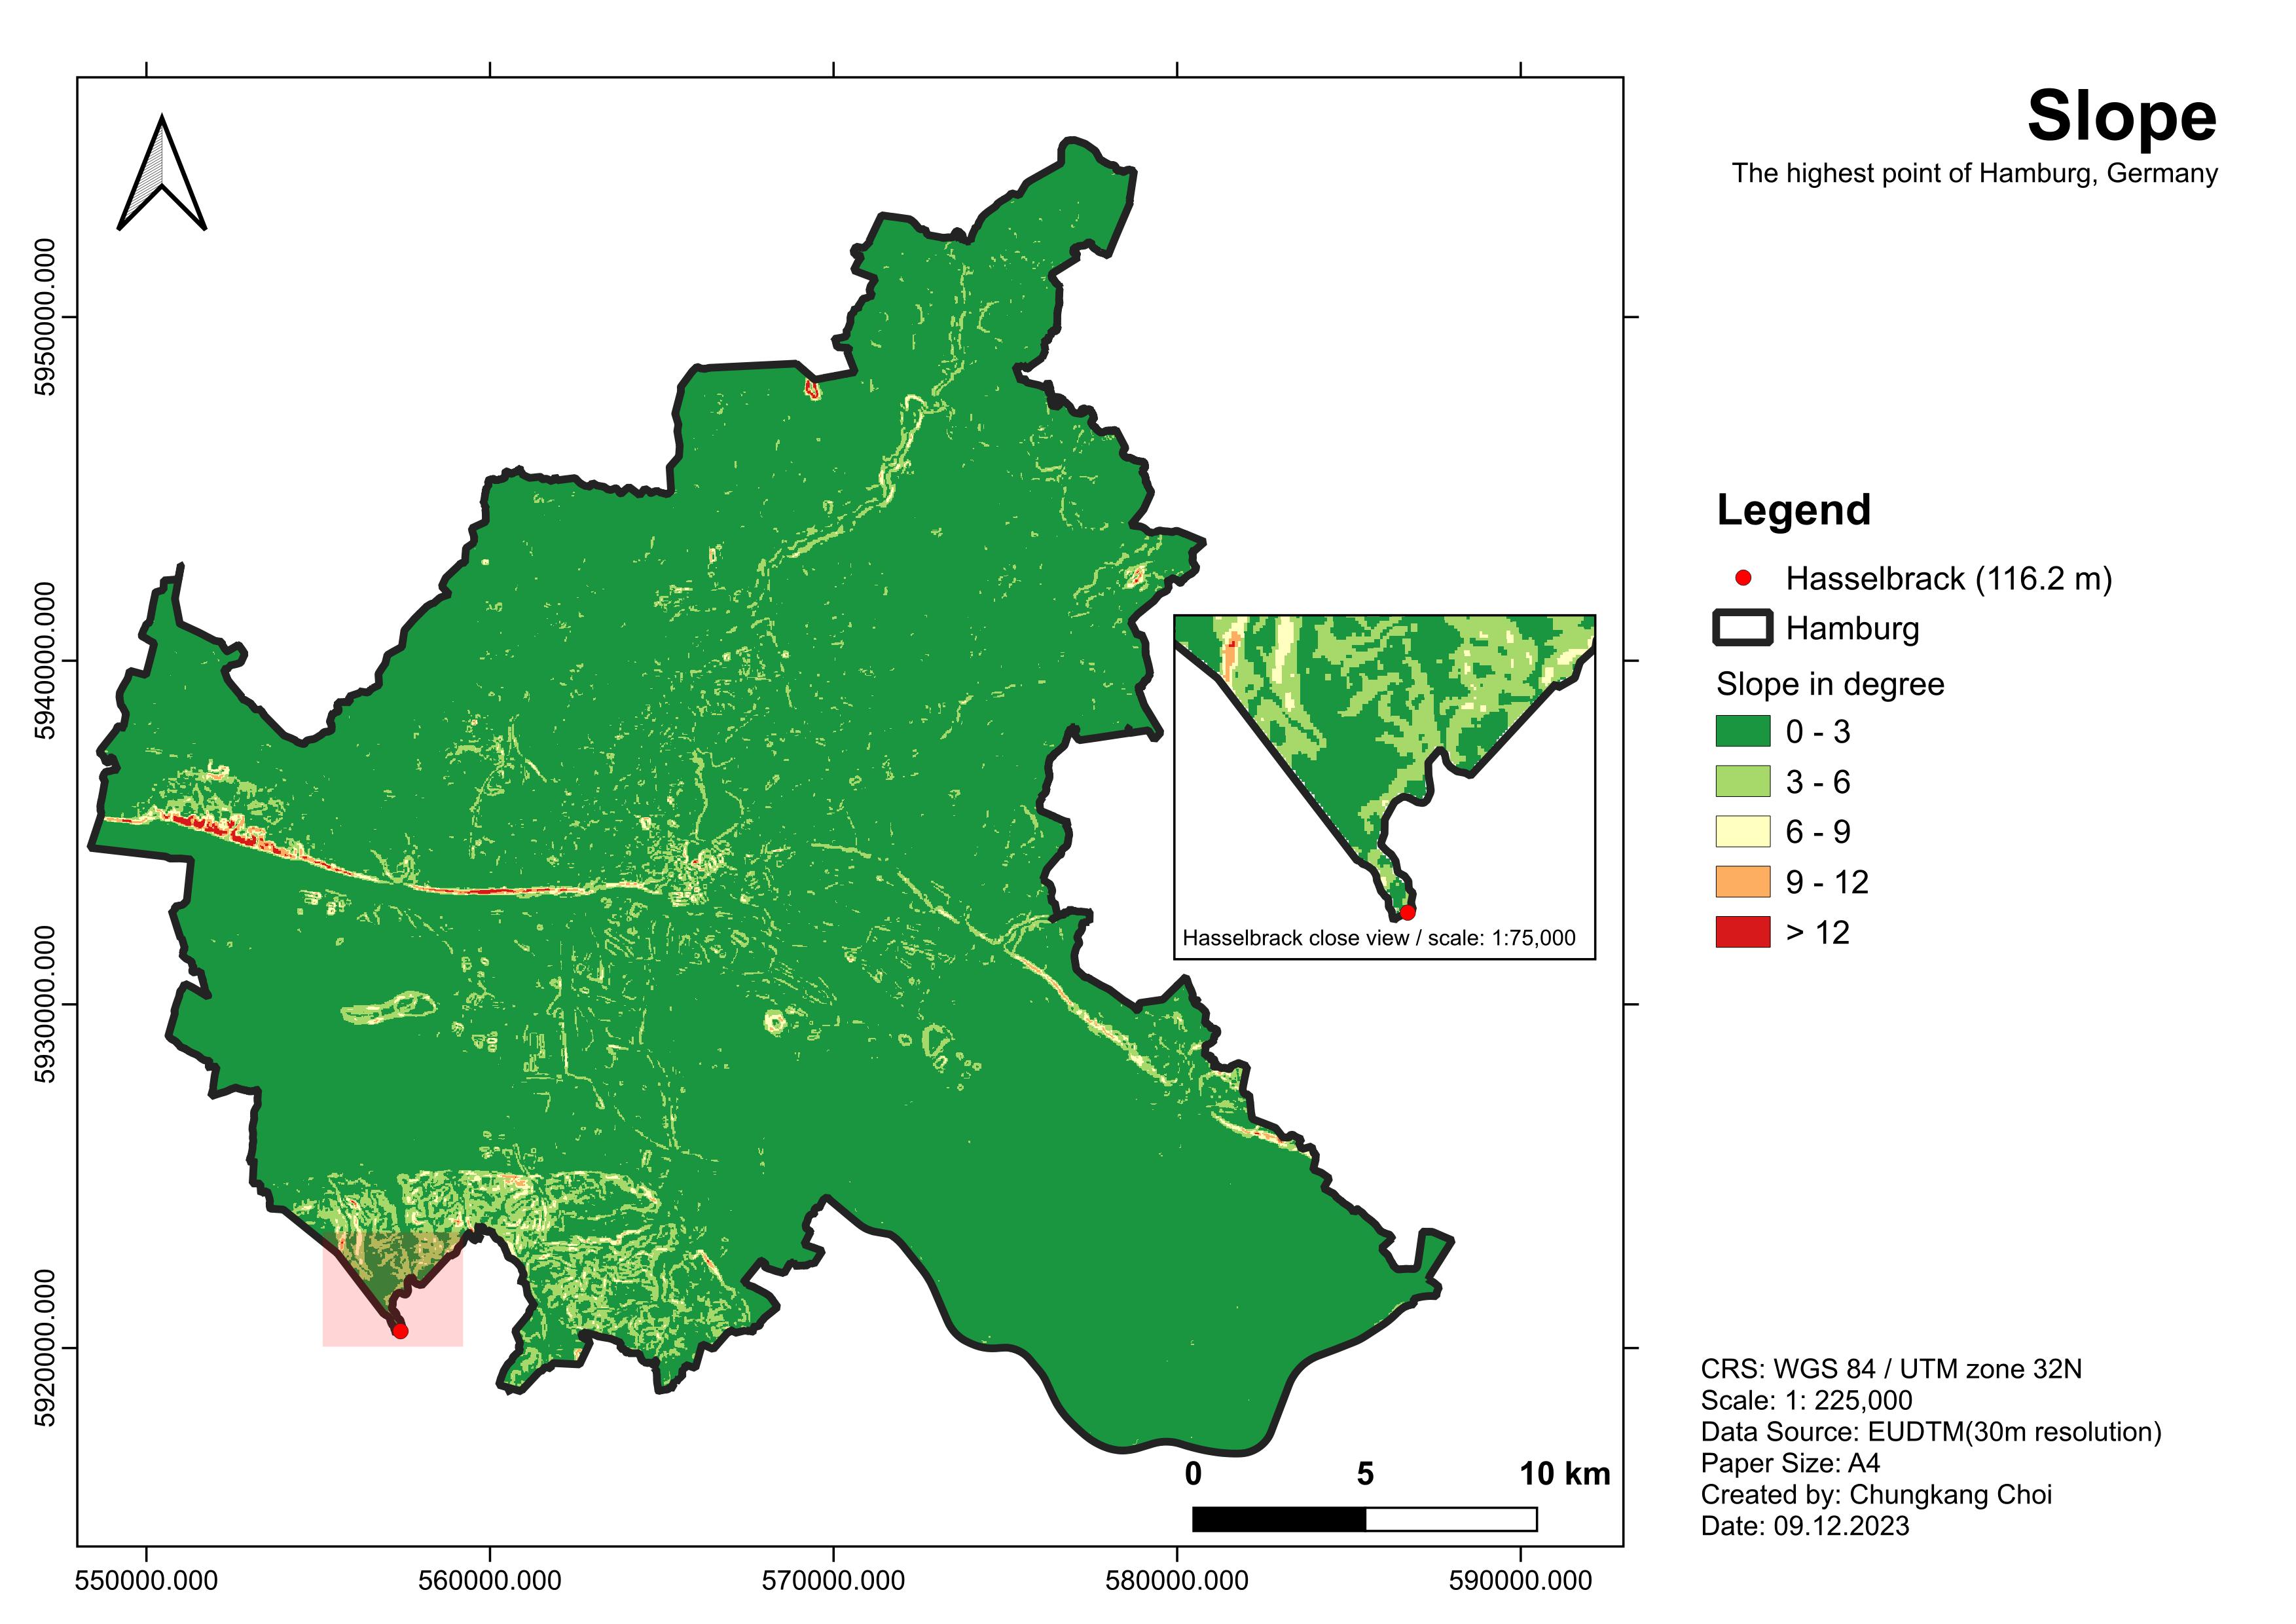 Slope
The highest point of Hamburg, Germany
5950000.000
5940000.000
5930000.000
5920000.000
550000.000
560000.000
570000.000
580000.000
590000.000
Hasselbrack close view / scale: 1:75,000
0 5 10 km
Legend
Hasselbrack (116.2 m)
Hamburg
Slope in degree
0 - 3
3 - 6
6 - 9
9 - 12
> 12
CRS: WGS 84 / UTM zone 32N
Scale: 1: 225,000
Data Source: EUDTM(30m resolution)
Paper Size: A4
Created by: Chungkang Choi
Date: 09.12.2023